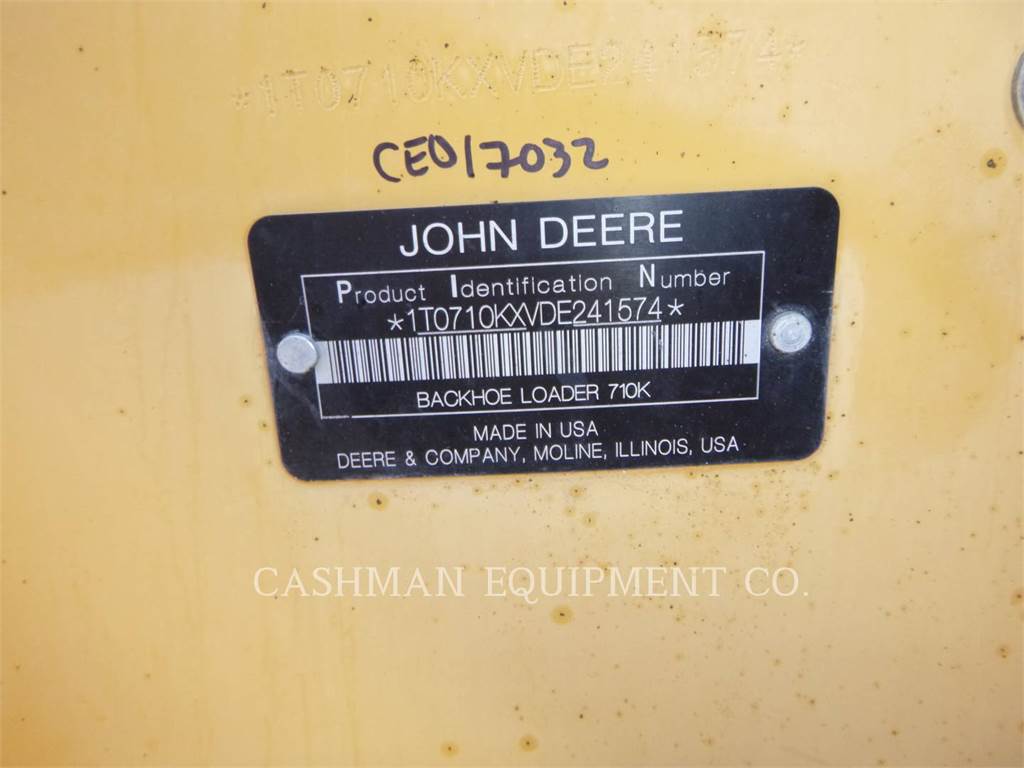 *1T0710KXVDE241574*
CE017032
JOHN DEERE
Product Identification Number
*1T0710KXVDE241574*
BACKHOE LOADER 710K
MADE IN USA
DEERE & COMPANY, MOLINE, ILLINOIS, USA
CASHMAN EQUIPMENT CO.